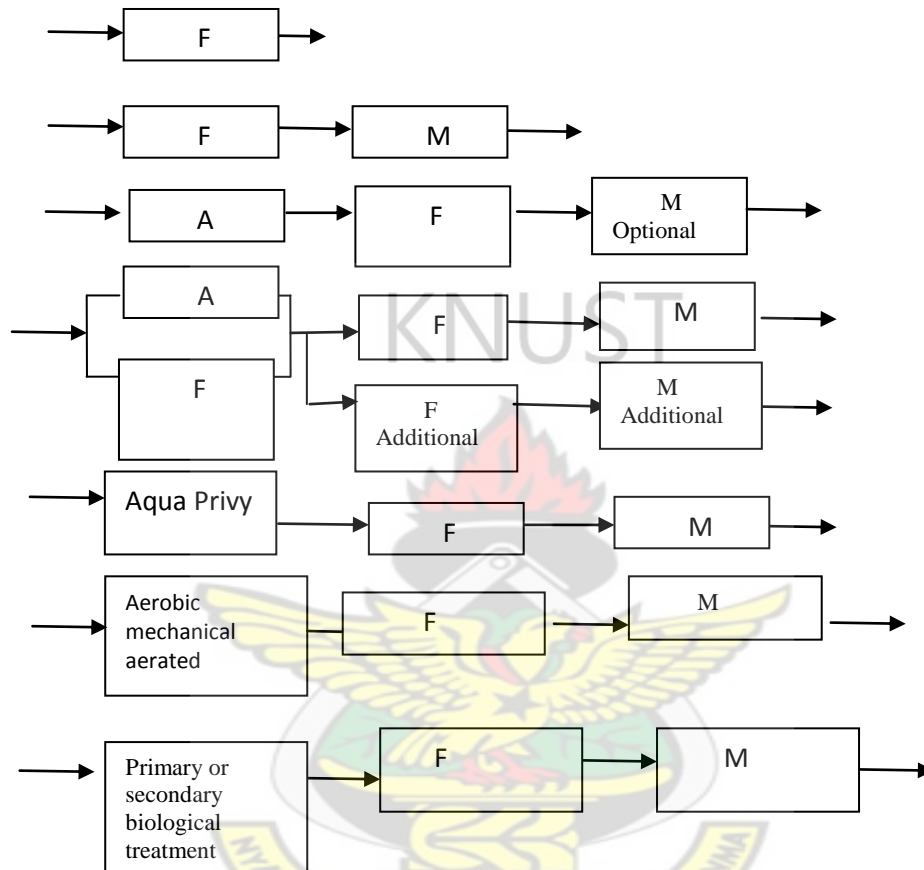 F
F M
A F M
Optional
A F M
KNUST
F
F
Additional
M
Additional
Aqua Privy F M
Aerobic
mechanical
aerated
F M
Primary or
secondary
biological
treatment
F M